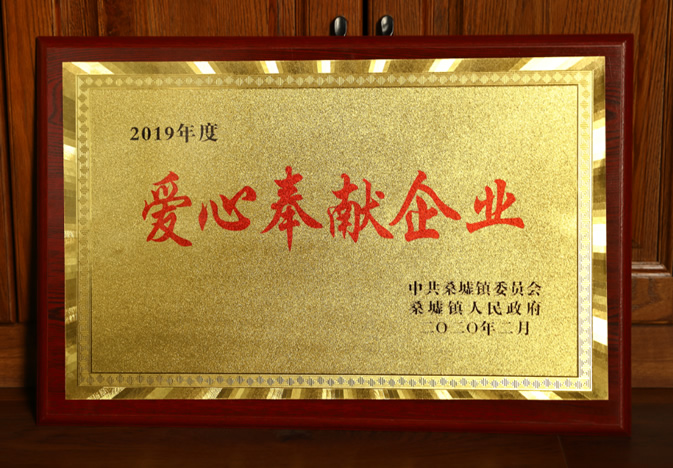 2019年度
爱心奉献企业
中共桑墟镇委员会
桑墟镇人民政府
二〇二〇年二月